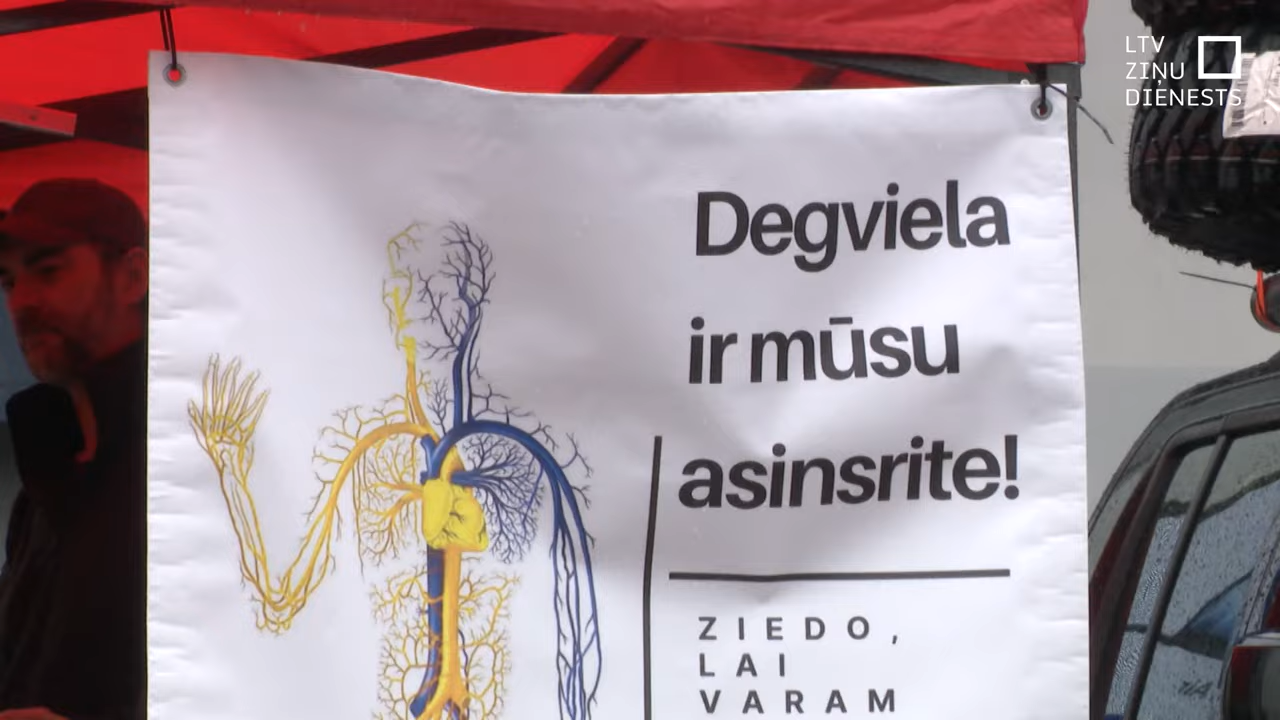 LTV
ZIŅU
DIENESTS
Degviela
ir mūsu
asinsrite!
ZIEDO,
LAI
VARAM